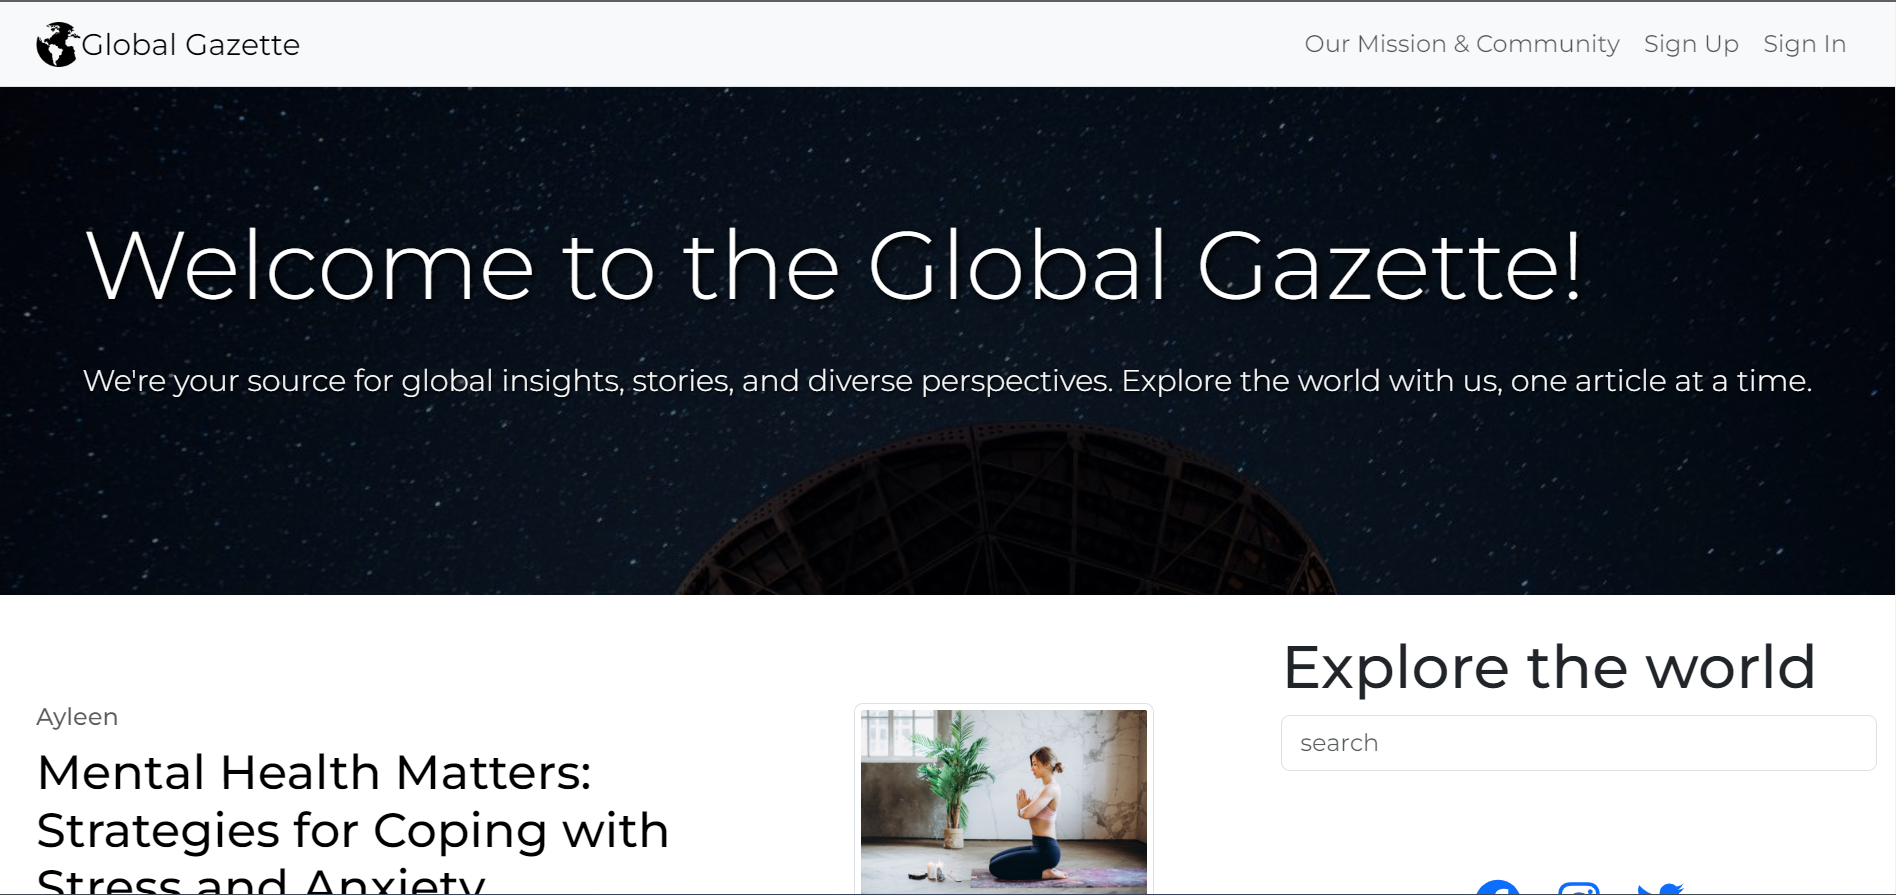 Global Gazette
Our Mission & Community
Sign Up
Sign In
Welcome to the Global Gazette!
We're your source for global insights, stories, and diverse perspectives. Explore the world with us, one article at a time.
Ayleen
Mental Health Matters:
Strategies for Coping with
Stress and Anxiety
Explore the world
search